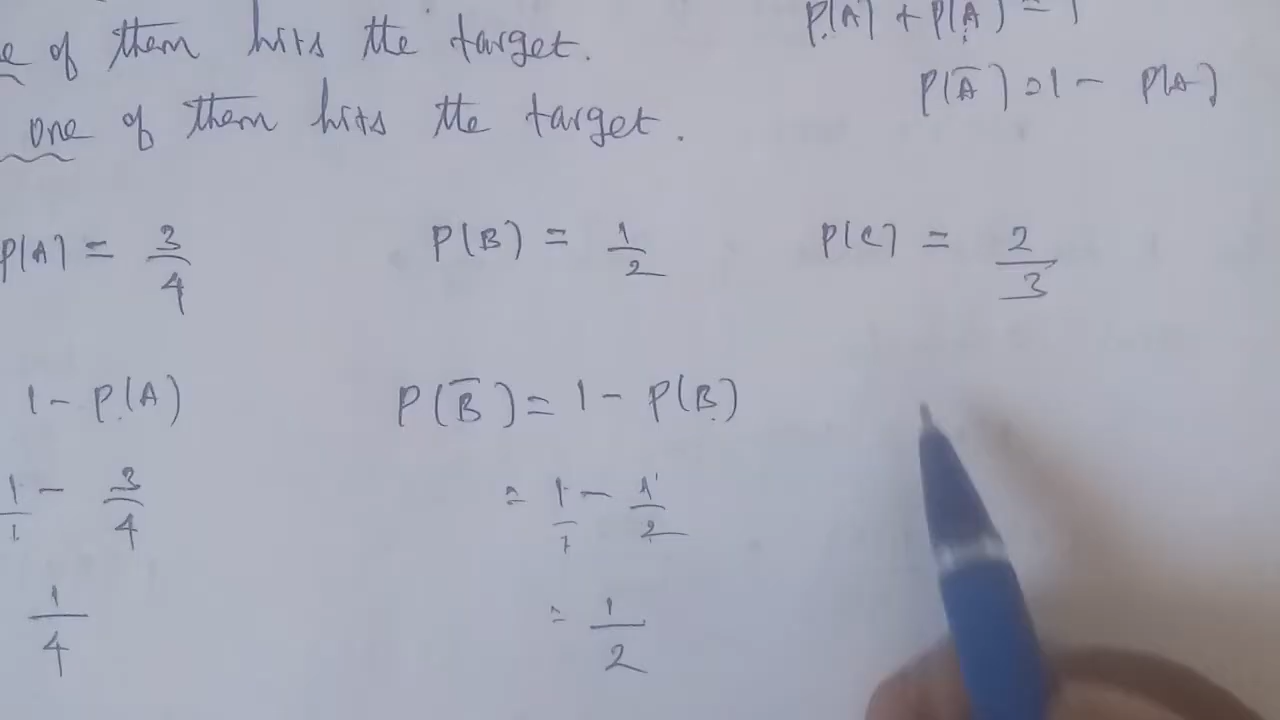 P(A) + P(A) = 1
e of them hits the target.
P(Ā) = 1 - P(A)
one of them hits the target.
P(A) = 3/4 P(B) = 1/2 P(C) = 2/3
1 - P(A) P(B̄) = 1 - P(B)
1/1 - 3/4 = 1/1 - 1/2
1/4 = 1/2